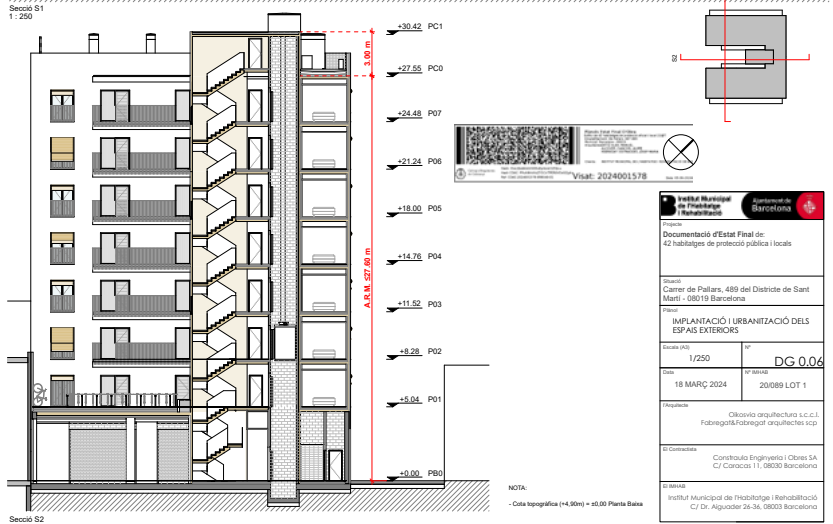 Secció S1
1 : 250
+30.42 PC1
3.00 m
+27.55 PC0
+24.48 P07
+21.24 P06
+18.00 P05
+14.76 P04
A.R.M. ≤27.60 m
+11.52 P03
+8.28 P02
+5.04 P01
+0.00 PB0
Secció S2
NOTA:
- Cota topogràfica (+4,90m) = ±0,00 Planta Baixa
S2
Visat: 2024001578
Institut Municipal
de l'Habitatge
i Rehabilitació
Ajuntament de
Barcelona
Projecte
Documentació d'Estat Final de:
42 habitatges de protecció pública i locals
Situació
Carrer de Pallars, 489 del Districte de Sant
Martí - 08019 Barcelona
Plànol
IMPLANTACIÓ I URBANITZACIÓ DELS
ESPAIS EXTERIORS
Escala (A3)
1/250
Nº
DG 0.06
Data
18 MARÇ 2024
Nº IMHAB
20/089 LOT 1
l'Arquitecte
Oikosvia arquitectura s.c.c.l.
Fabregat&Fabregat arquitectes scp
El Contractista
Constraula Enginyeria i Obres SA
C/ Caracas 11, 08030 Barcelona
El IMHAB
Institut Municipal de l'Habitatge i Rehabilitació
C/ Dr. Aiguader 26-36, 08003 Barcelona